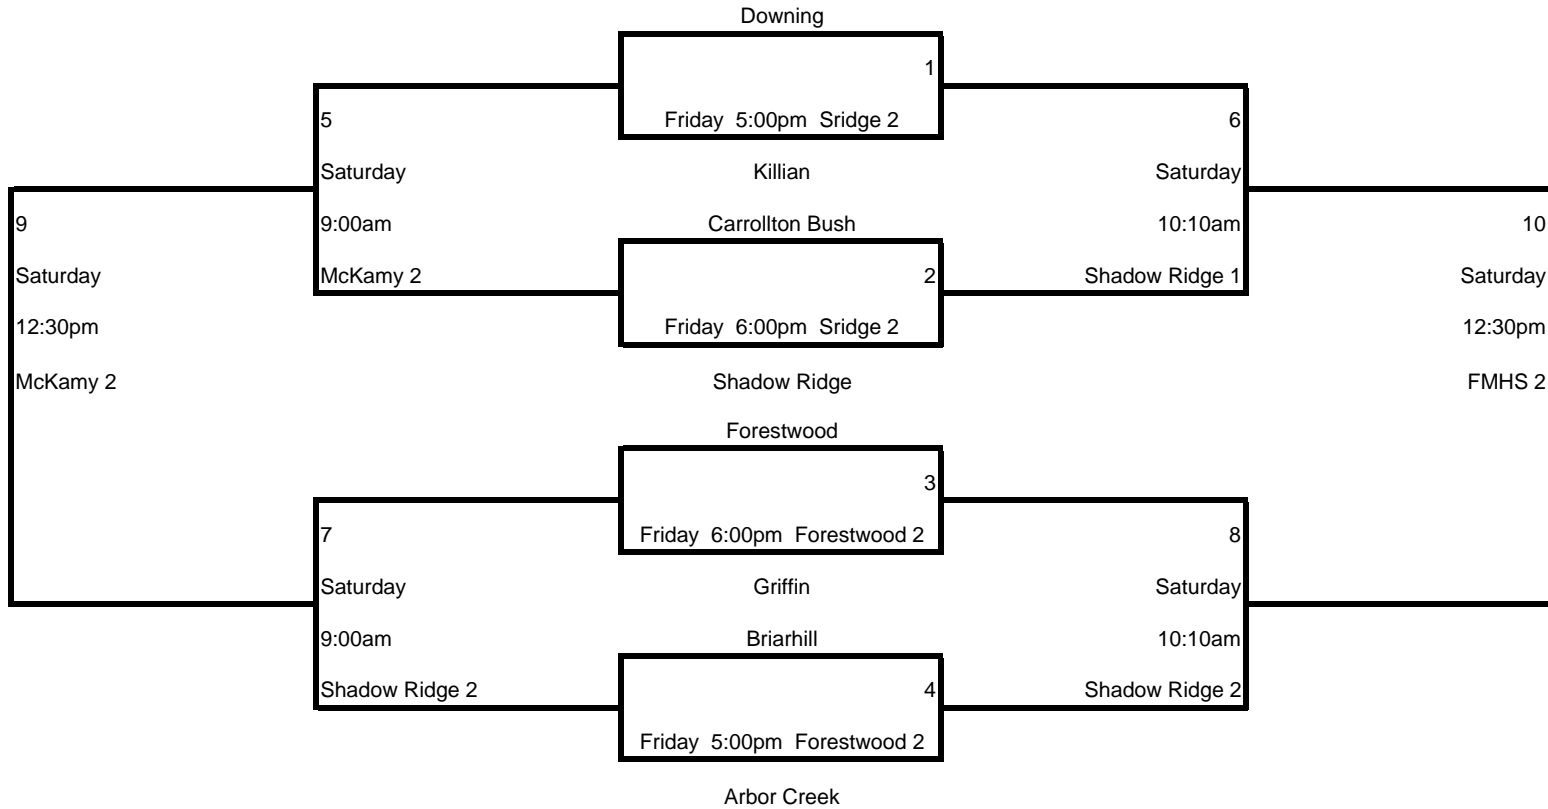 Downing
1
5
Friday 5:00pm Sridge 2
6
Saturday
Killian
Saturday
9
9:00am
Carrollton Bush
10:10am
10
Saturday
McKamy 2
2
Shadow Ridge 1
Saturday
12:30pm
Friday 6:00pm Sridge 2
12:30pm
McKamy 2
Shadow Ridge
FMHS 2
Forestwood
3
7
Friday 6:00pm Forestwood 2
8
Saturday
Griffin
Saturday
9:00am
Briarhill
10:10am
Shadow Ridge 2
4
Shadow Ridge 2
Friday 5:00pm Forestwood 2
Arbor Creek